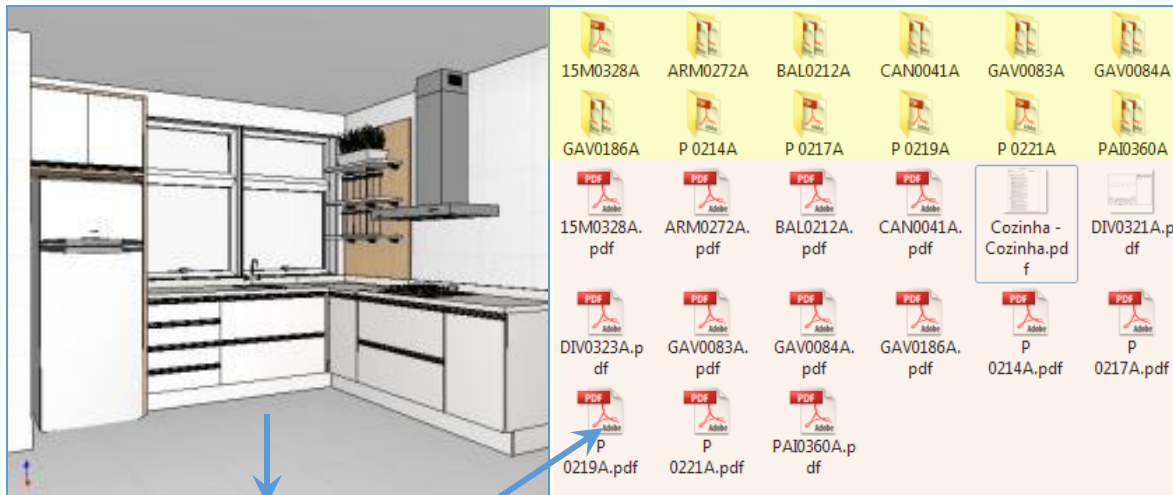 15M0328A ARM0272A BAL0212A CAN0041A GAV0083A GAV0084A
GAV0186A P 0214A P 0217A P 0219A P 0221A PAI0360A
15M0328A. ARM0272A. BAL0212A. CAN0041A. Cozinha - DIV0321A.p
pdf pdf pdf pdf Cozinha.pd df
f
DIV0323A.p GAV0083A. GAV0084A. GAV0186A. P P
df pdf pdf pdf 0214A.pdf 0217A.pdf
P P PAI0360A.p
0219A.pdf 0221A.pdf df